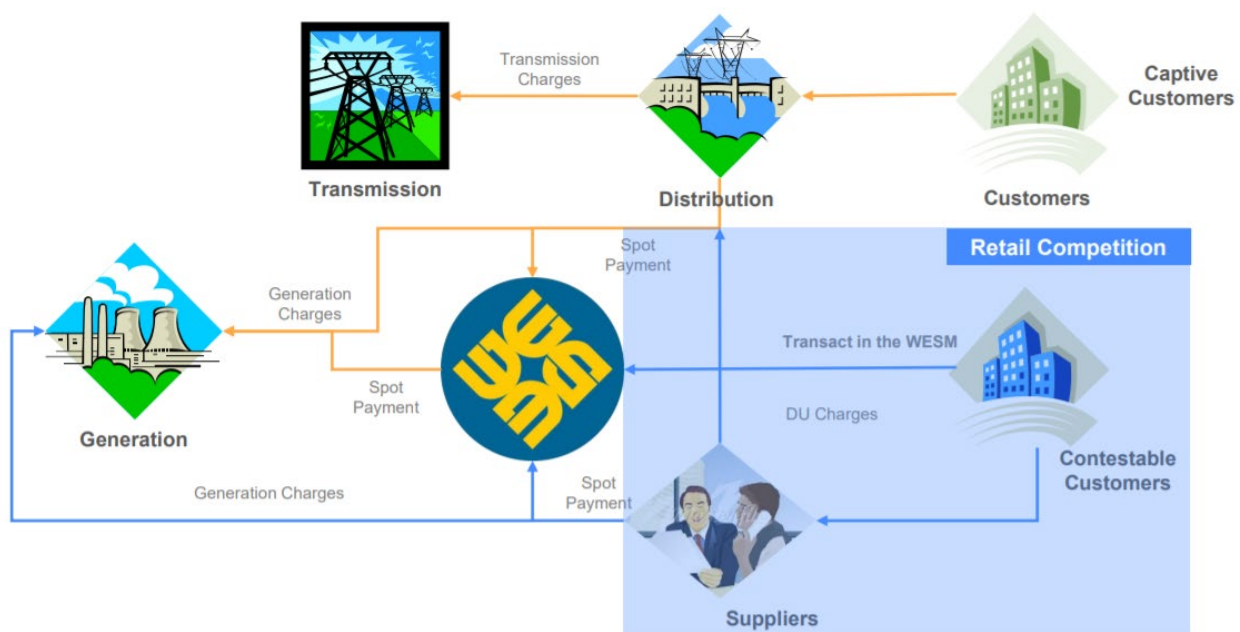 Transmission
Charges
Captive
Customers
Transmission
Distribution
Customers
Spot
Payment
Retail Competition
Generation
Charges
Transact in the WESM
Spot
Payment
DU Charges
Generation
Contestable
Customers
Generation Charges
Spot
Payment
Suppliers